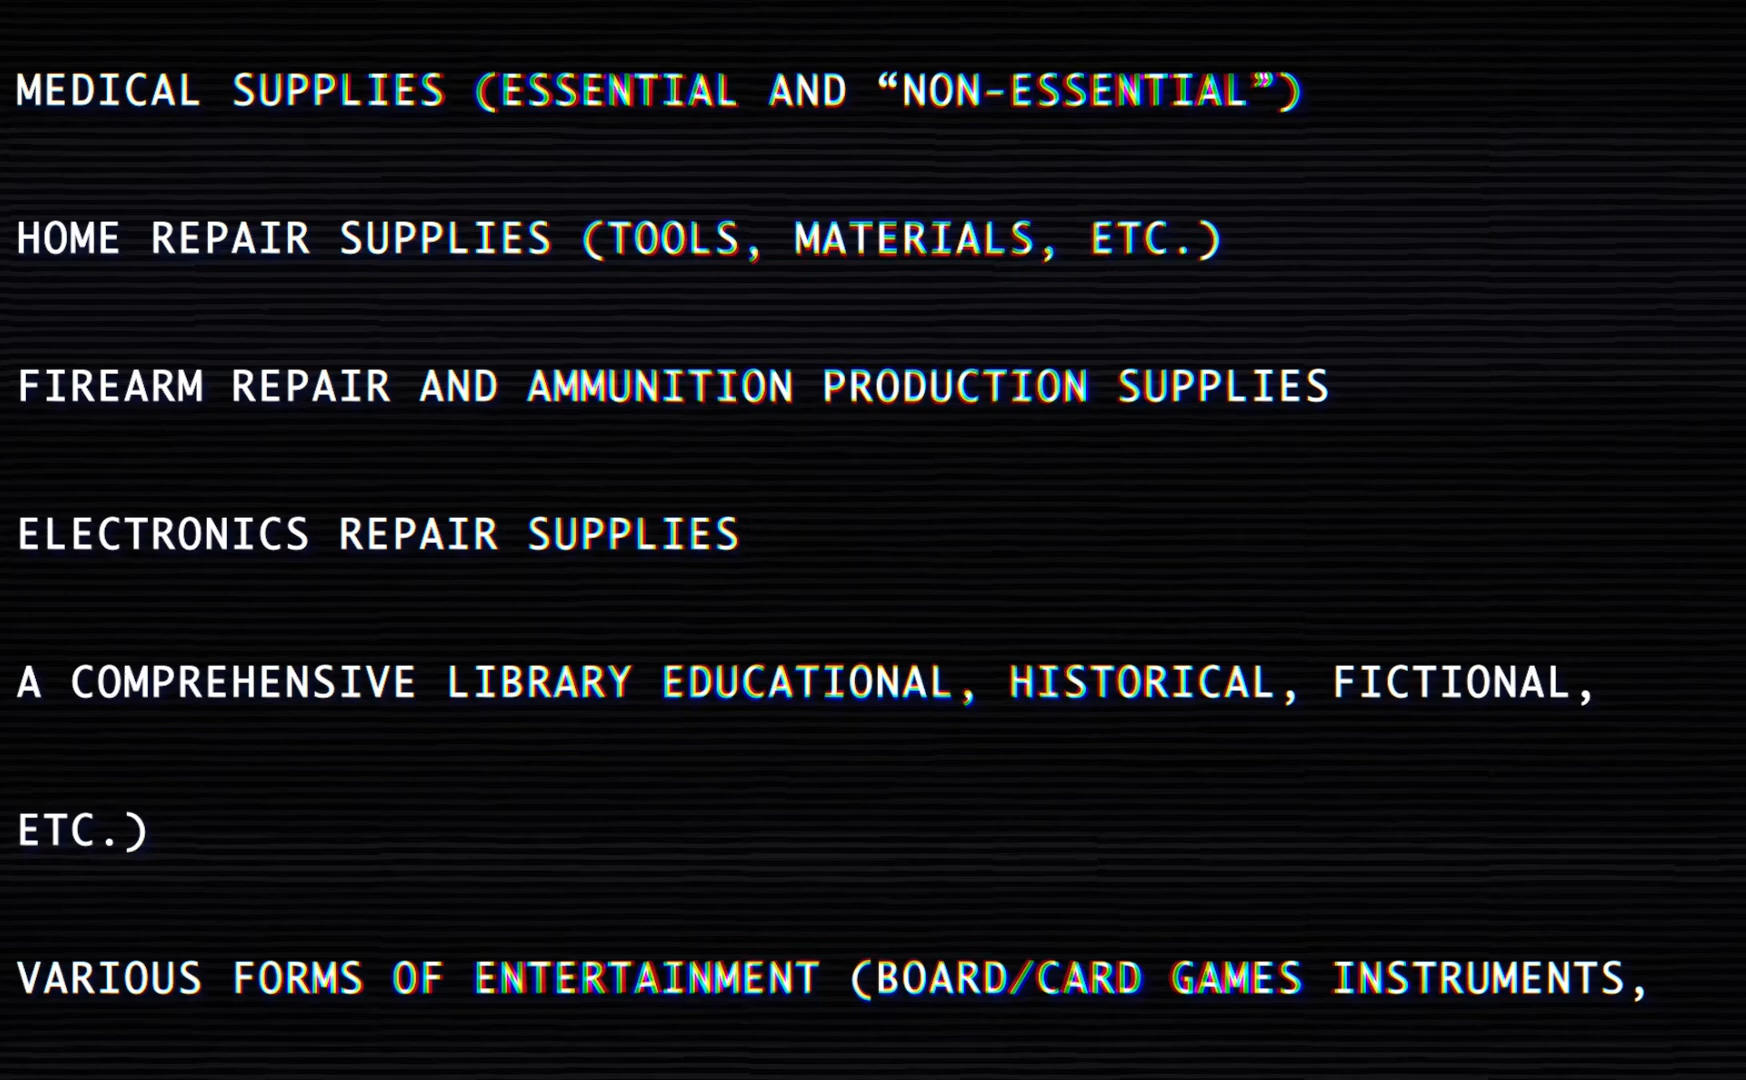 MEDICAL SUPPLIES (ESSENTIAL AND “NON-ESSENTIAL”)
HOME REPAIR SUPPLIES (TOOLS, MATERIALS, ETC.)
FIREARM REPAIR AND AMMUNITION PRODUCTION SUPPLIES
ELECTRONICS REPAIR SUPPLIES
A COMPREHENSIVE LIBRARY EDUCATIONAL, HISTORICAL, FICTIONAL,
ETC.)
VARIOUS FORMS OF ENTERTAINMENT (BOARD/CARD GAMES INSTRUMENTS,